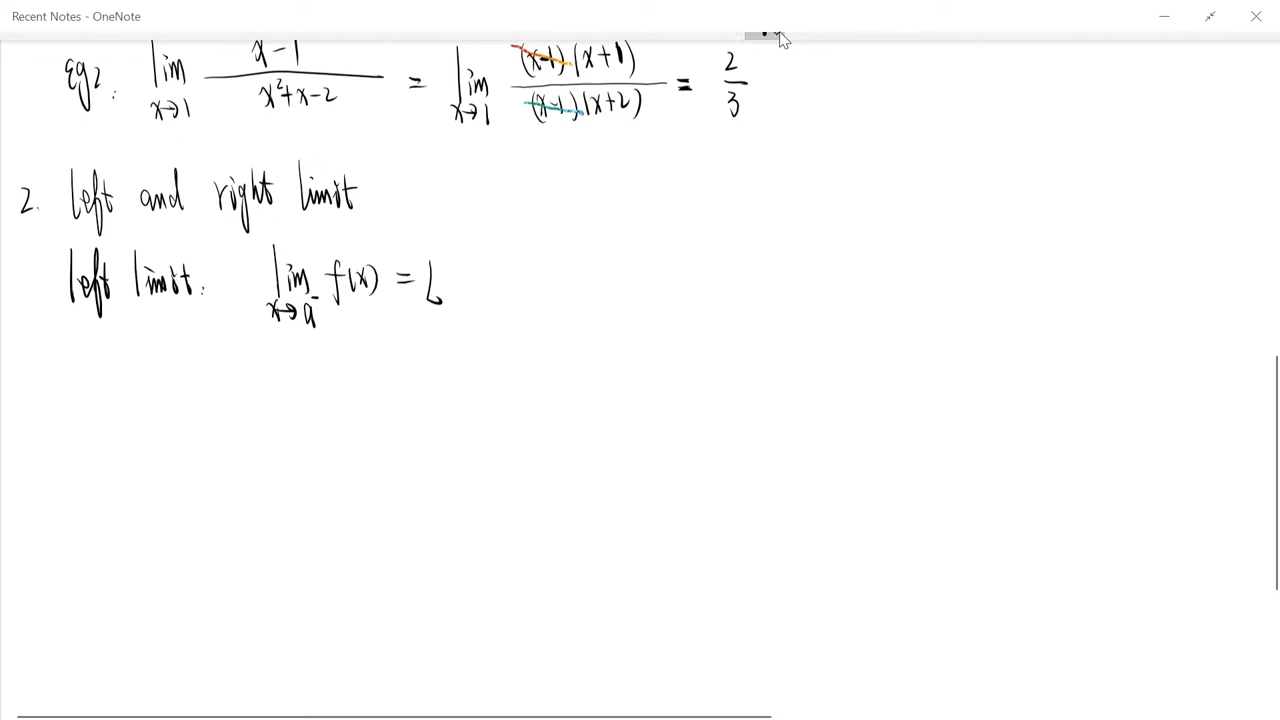 Recent Notes - OneNote
eg2: lim x→1 x-1 / x²+x-2 = lim x→1 (x-1)(x+1) / (x-1)(x+2) = 2/3
2. left and right limit
left limit: lim x→a⁻ f(x) = L